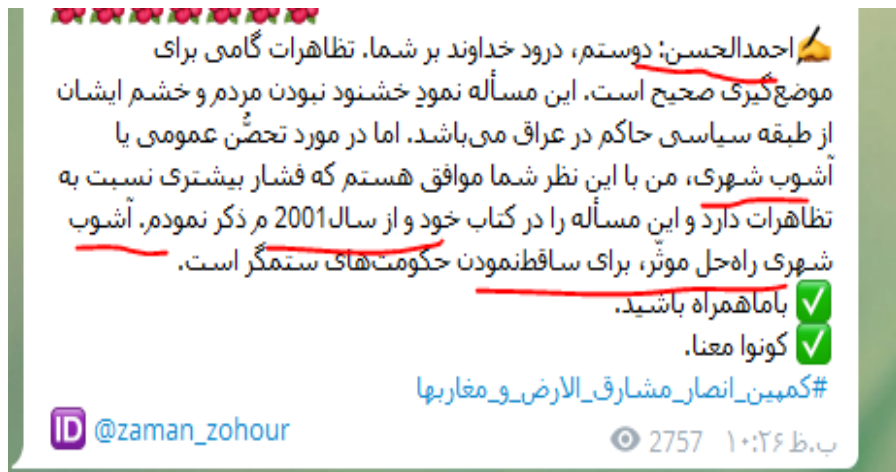 احمدالحسن: دوستم، درود خداوند بر شما. تظاهرات گامی برای
موضع‌گیری صحیح است. این مسأله نمودِ خشنود نبودن مردم و خشم ایشان
از طبقه سیاسی حاکم در عراق می‌باشد. اما در مورد تحصُّن عمومی یا
آشوب شهری، من با این نظر شما موافق هستم که فشار بیشتری نسبت به
تظاهرات دارد و این مسأله را در کتاب خود و از سال2001 م ذکر نمودم. آشوب
شهری راه‌حل موثّر، برای ساقطنمودن حکومت‌های ستمگر است.
باماهمراه باشید.
کونوا معنا.
#کمپین_انصار_مشارق_الارض_و_مغاربها
ID @zaman_zohour
2757 ب.ظ ۱۰:۲۶